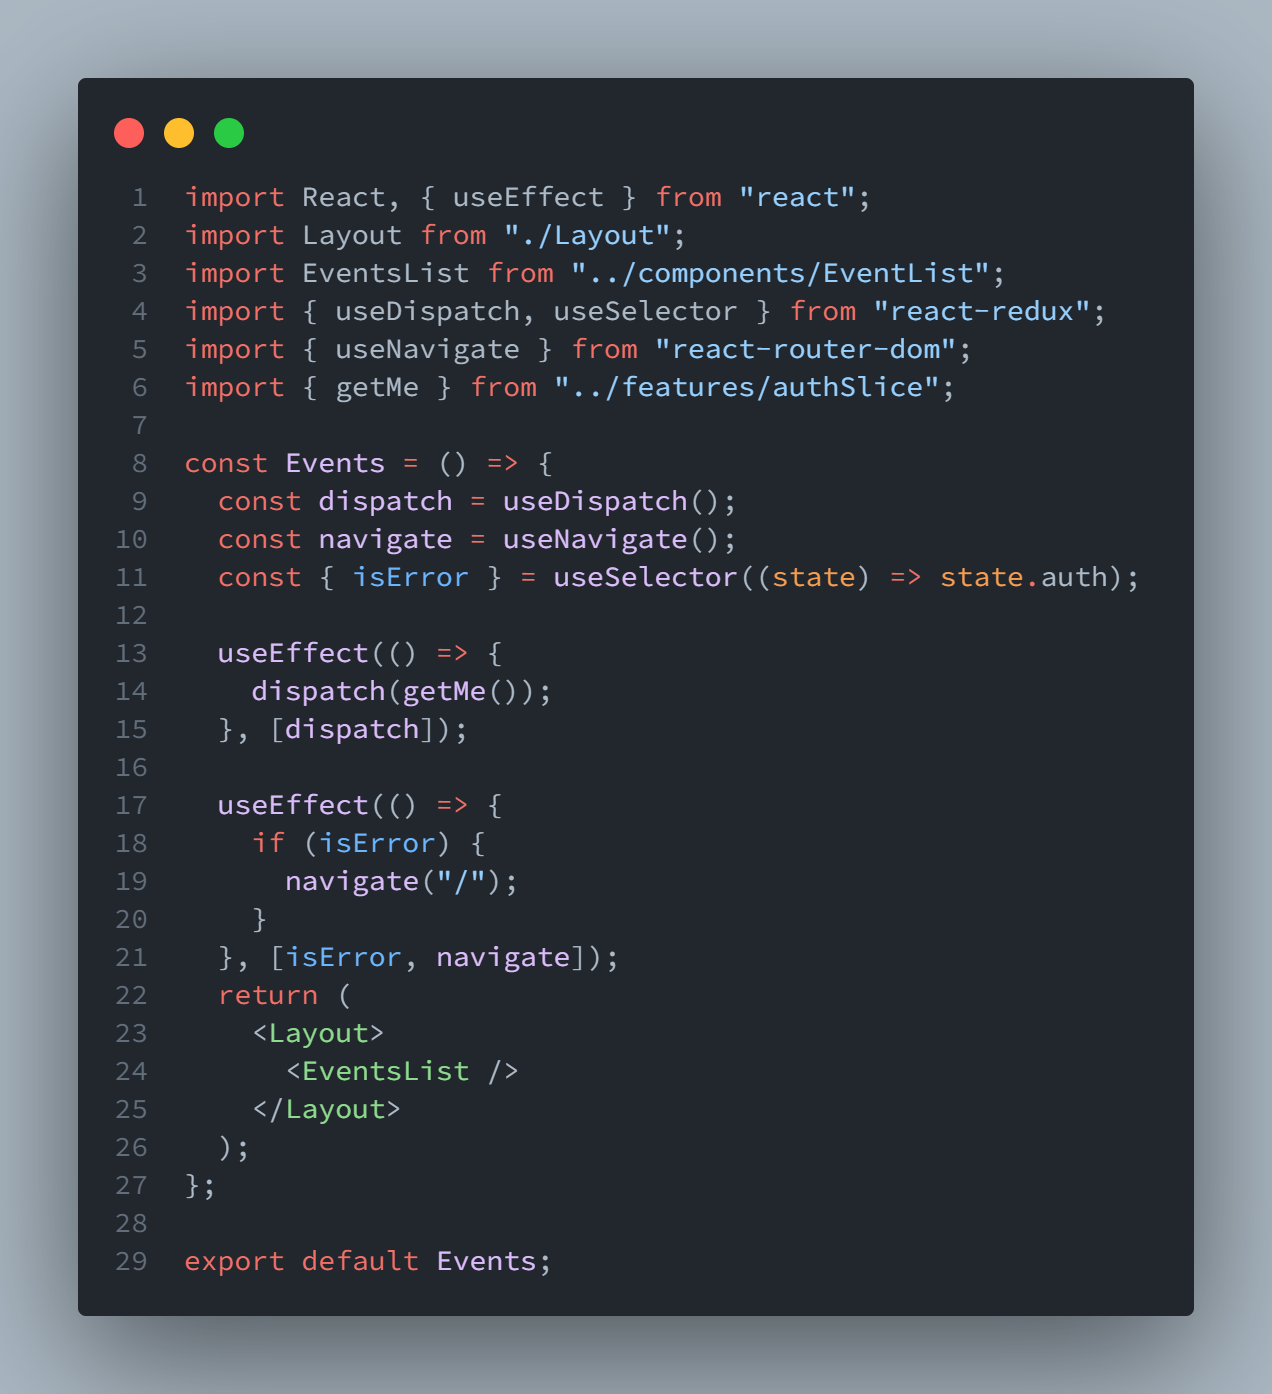 1 import React, { useEffect } from "react";
2 import Layout from "./Layout";
3 import EventsList from "../components/EventList";
4 import { useDispatch, useSelector } from "react-redux";
5 import { useNavigate } from "react-router-dom";
6 import { getMe } from "../features/authSlice";
7
8 const Events = () => {
9   const dispatch = useDispatch();
10   const navigate = useNavigate();
11   const { isError } = useSelector((state) => state.auth);
12
13   useEffect(() => {
14     dispatch(getMe());
15   }, [dispatch]);
16
17   useEffect(() => {
18     if (isError) {
19       navigate("/");
20     }
21   }, [isError, navigate]);
22   return (
23     <Layout>
24       <EventsList />
25     </Layout>
26   );
27 };
28
29 export default Events;